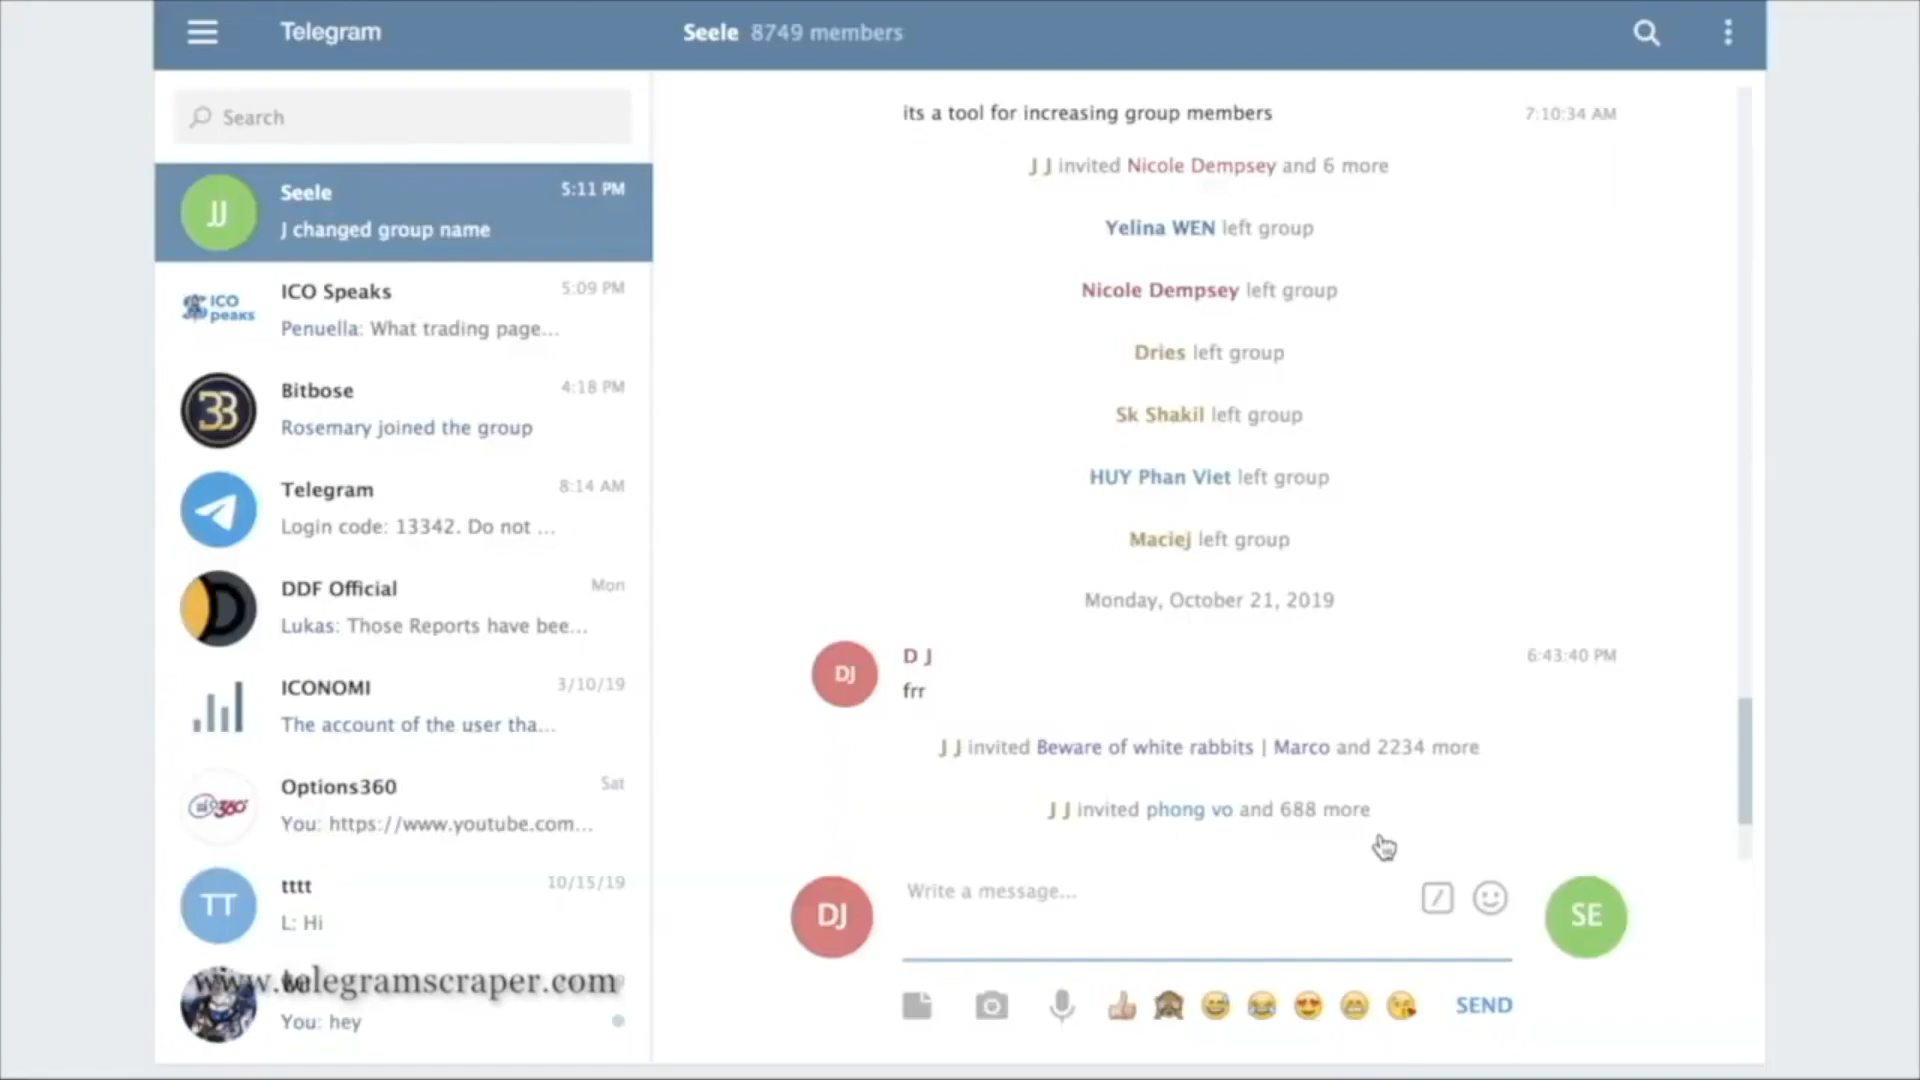 Telegram
Seele 8749 members
Search
JJ
Seele 5:11 PM
J changed group name
ICO
peaks
ICO Speaks 5:09 PM
Penuella: What trading page...
Bitbose 4:18 PM
Rosemary joined the group
Telegram 8:14 AM
Login code: 13342. Do not ...
DDF Official Mon
Lukas: Those Reports have bee...
ICONOMI 3/10/19
The account of the user tha...
360°
Options360 Sat
You: https://www.youtube.com...
TT
tttt 10/15/19
L: Hi
www.telegramscraper.com
You: hey
its a tool for increasing group members 7:10:34 AM
J J invited Nicole Dempsey and 6 more
Yelina WEN left group
Nicole Dempsey left group
Dries left group
Sk Shakil left group
HUY Phan Viet left group
Maciej left group
Monday, October 21, 2019
DJ
D J 6:43:40 PM
frr
J J invited Beware of white rabbits | Marco and 2234 more
J J invited phong vo and 688 more
DJ
Write a message...
SE
SEND